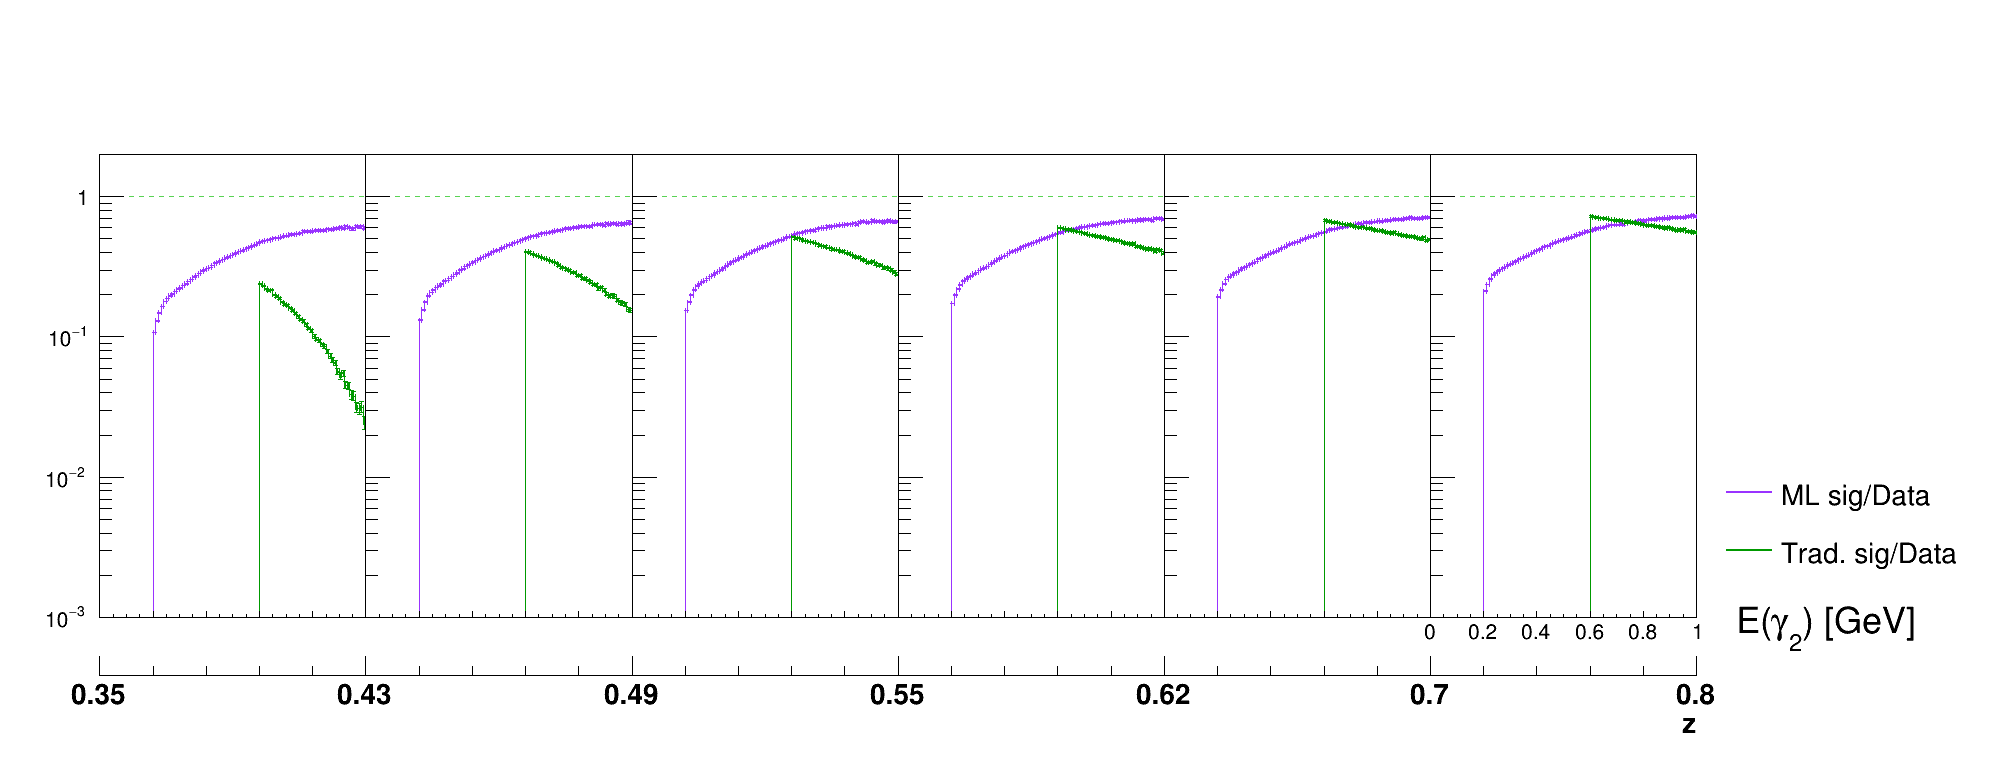 1
10⁻¹
10⁻²
10⁻³
ML sig/Data
Trad. sig/Data
0 0.2 0.4 0.6 0.8 1
E(γ₂) [GeV]
0.35 0.43 0.49 0.55 0.62 0.7 0.8
z